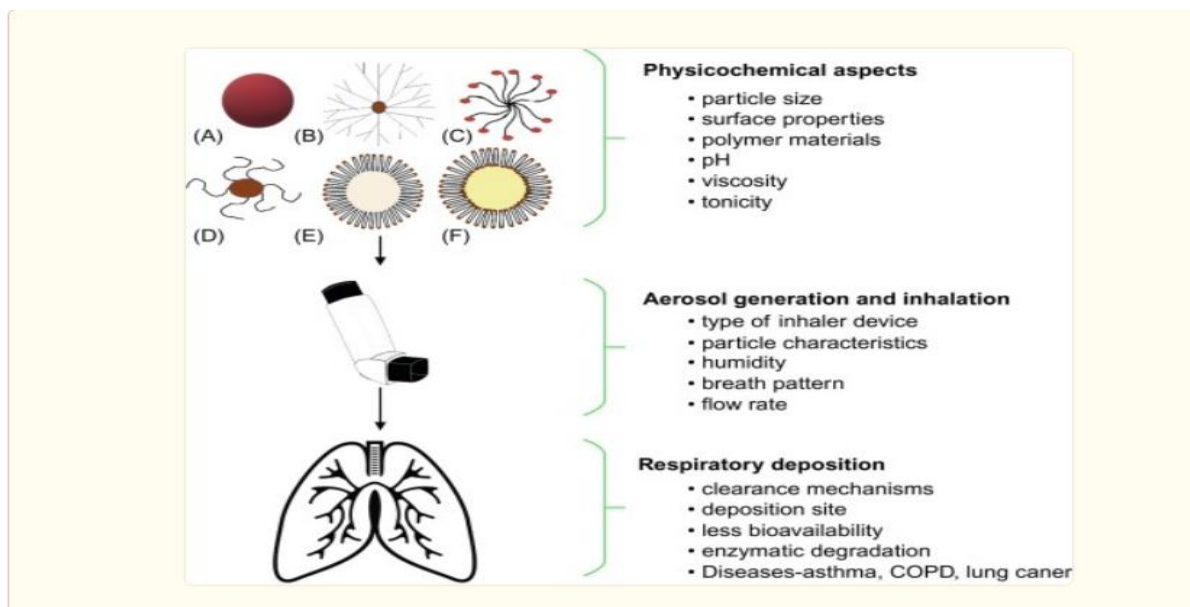 (A)
(B)
(C)
(D)
(E)
(F)
Physicochemical aspects
• particle size
• surface properties
• polymer materials
• pH
• viscosity
• tonicity
Aerosol generation and inhalation
• type of inhaler device
• particle characteristics
• humidity
• breath pattern
• flow rate
Respiratory deposition
• clearance mechanisms
• deposition site
• less bioavailability
• enzymatic degradation
• Diseases-asthma, COPD, lung caner